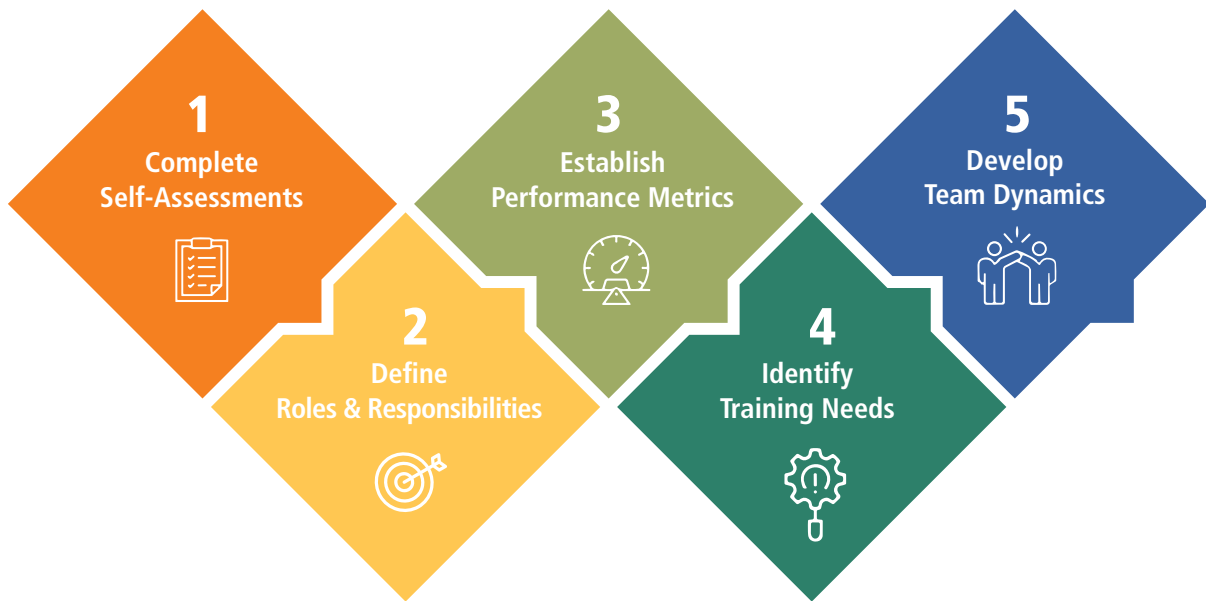 1
Complete
Self-Assessments
2
Define
Roles & Responsibilities
3
Establish
Performance Metrics
4
Identify
Training Needs
5
Develop
Team Dynamics